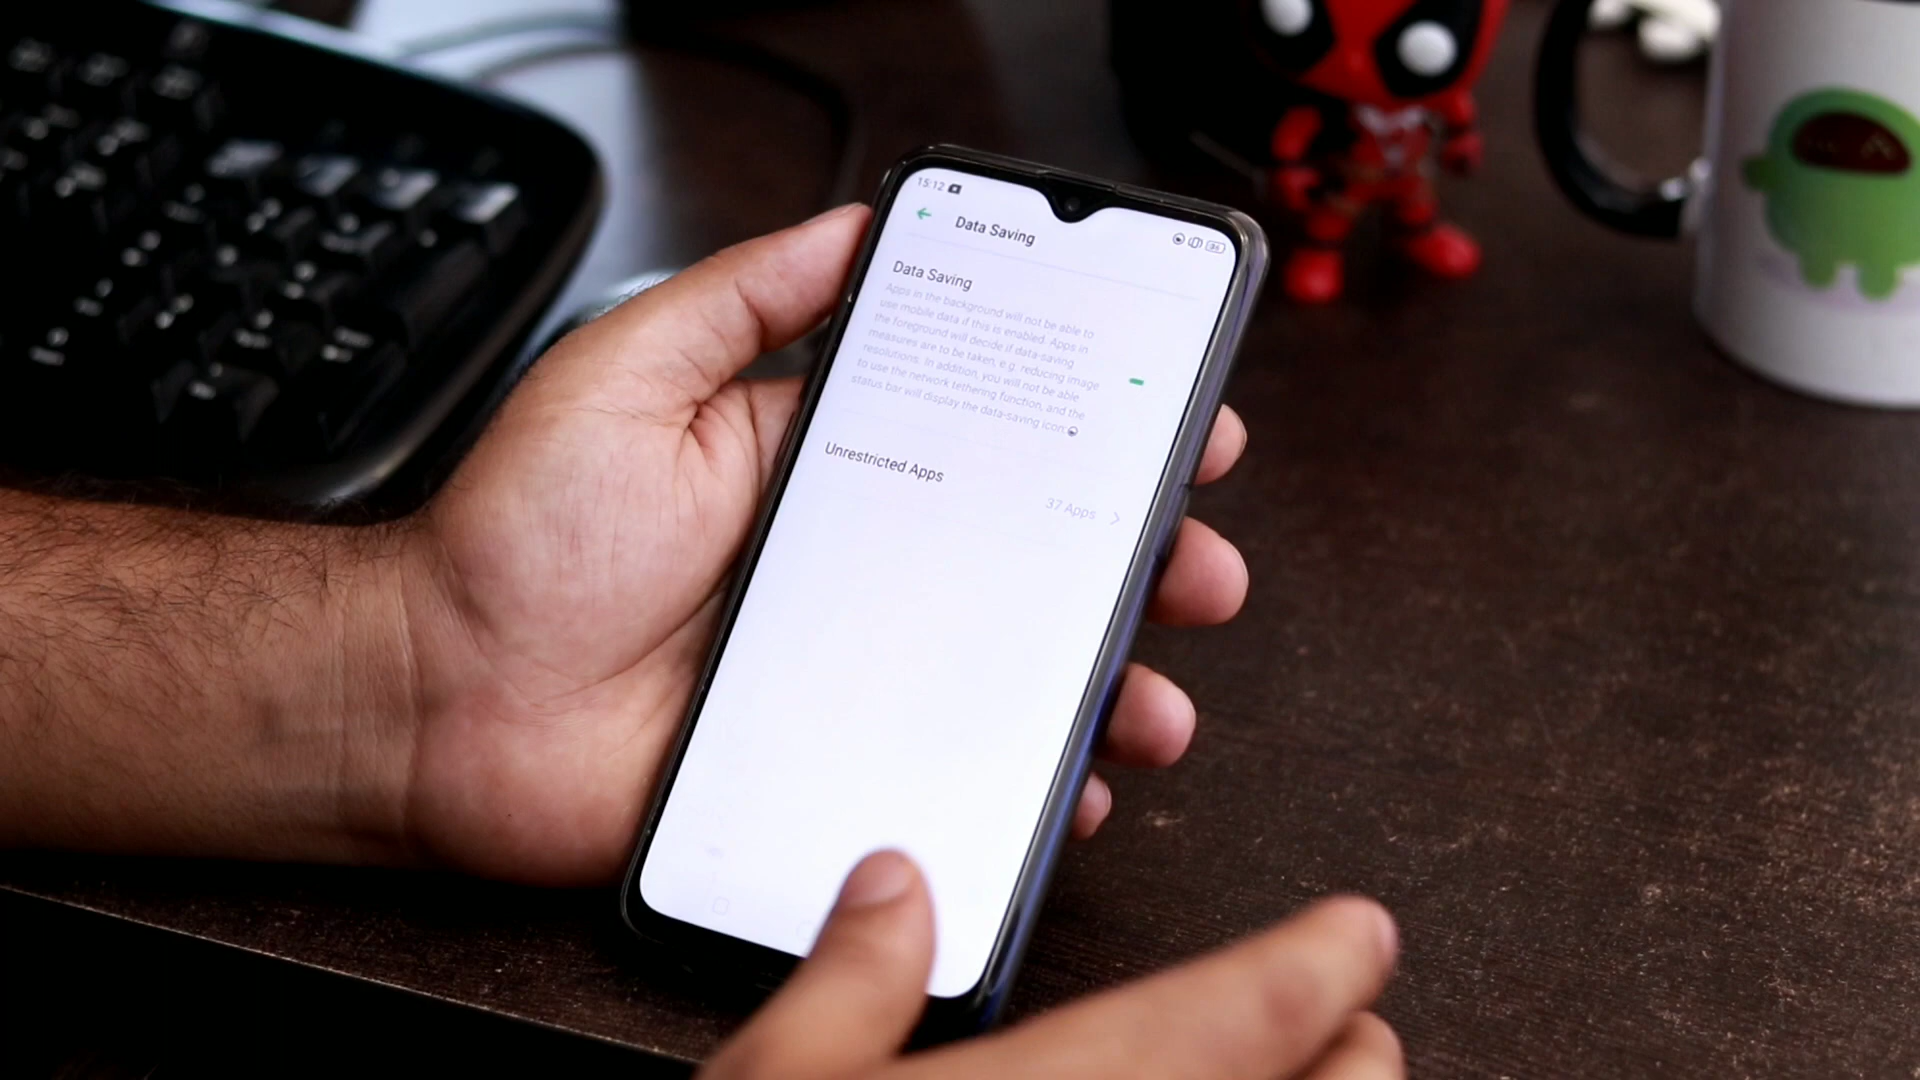 15:12
Data Saving
Data Saving
Apps in the background will not be able to
use mobile data if this is enabled. Apps in
the foreground will decide if data-saving
measures are to be taken, e.g. reducing image
resolutions. In addition, you will not be able
to use the network tethering function, and the
status bar will display the data-saving icon:
Unrestricted Apps
37 Apps